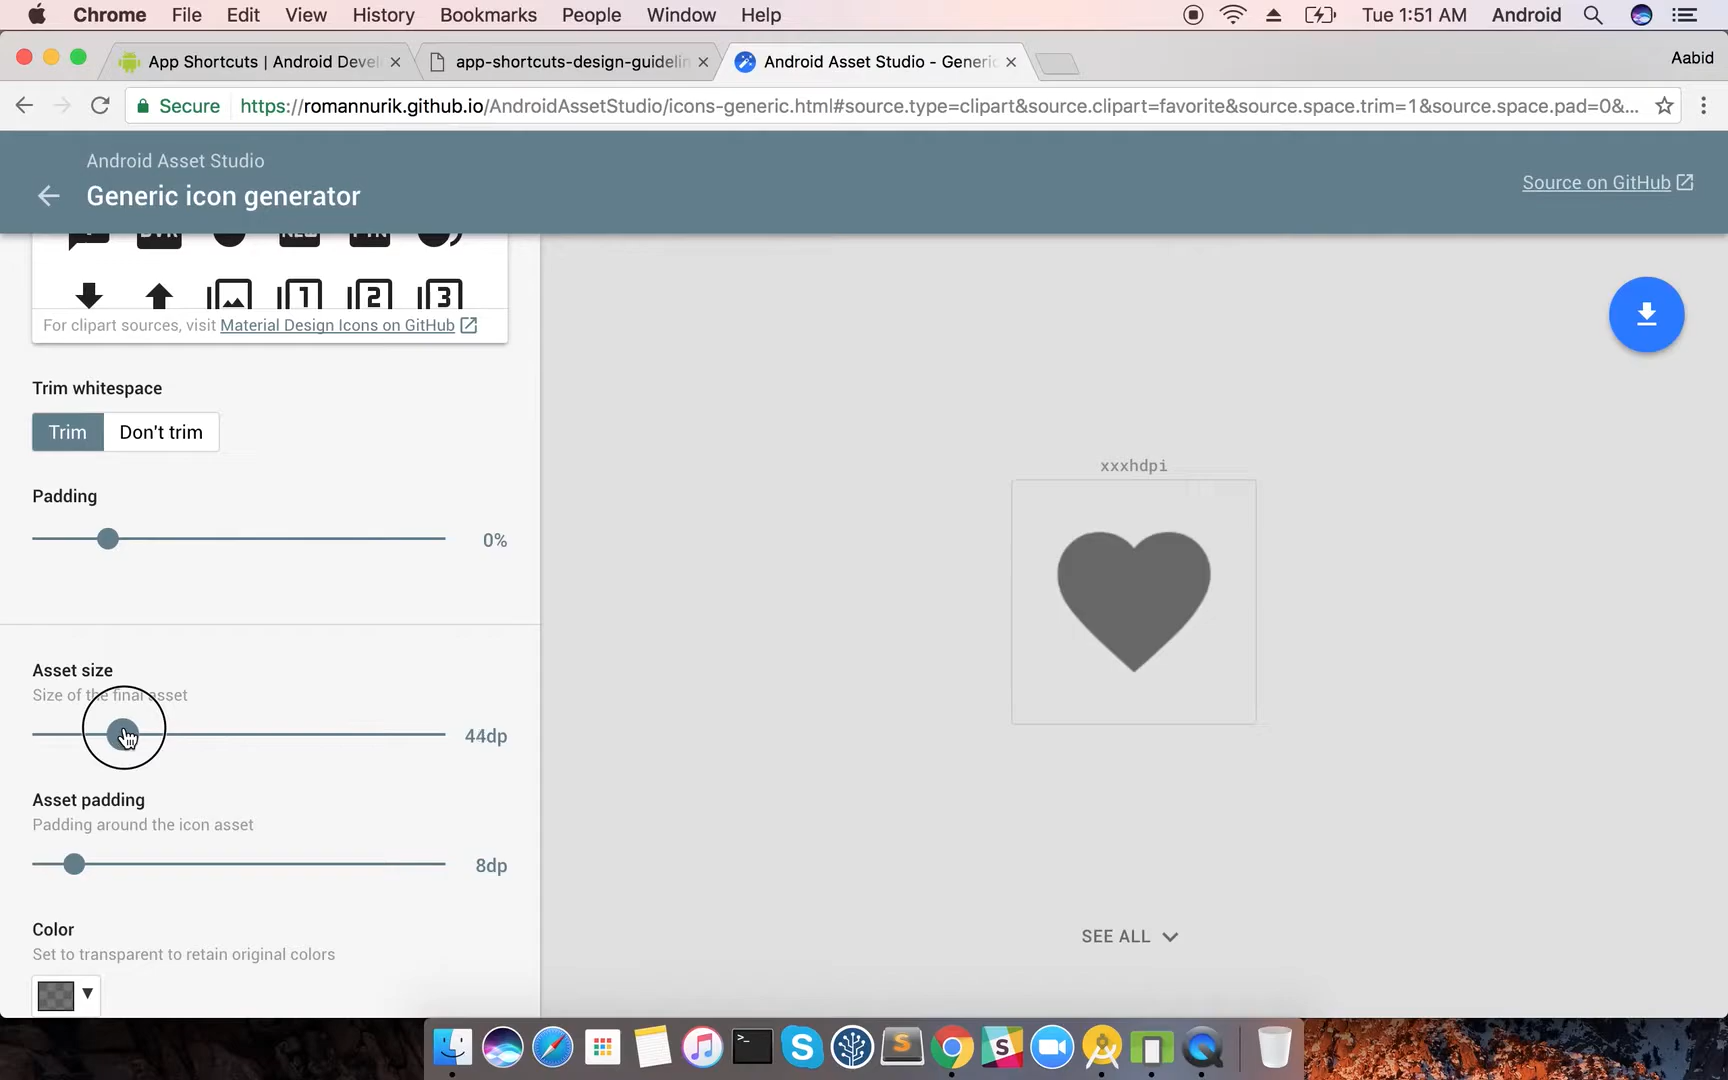 Chrome File Edit View History Bookmarks People Window Help Tue 1:51 AM Android
App Shortcuts | Android Devel app-shortcuts-design-guidelin Android Asset Studio - Generic Aabid
Secure https://romannurik.github.io/AndroidAssetStudio/icons-generic.html#source.type=clipart&source.clipart=favorite&source.space.trim=1&source.space.pad=0&...
Android Asset Studio
Generic icon generator
Source on GitHub
DVR NEW
1 2 3
For clipart sources, visit Material Design Icons on GitHub
Trim whitespace
Trim Don't trim
Padding
0%
Asset size
Size of the final asset
44dp
Asset padding
Padding around the icon asset
8dp
Color
Set to transparent to retain original colors
xxxhdpi
SEE ALL